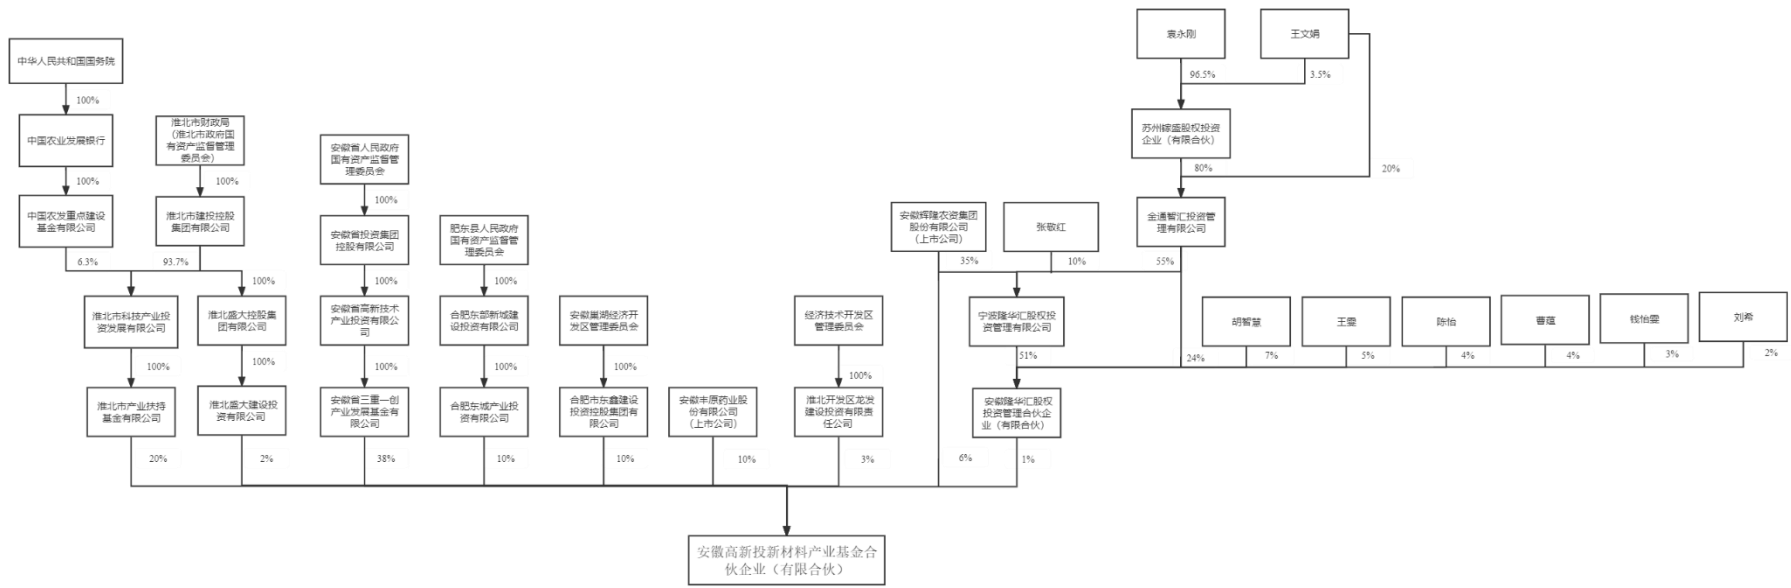 袁永刚
王文娟
中华人民共和国国务院
96.5%
3.5%
100%
中国农业发展银行
淮北市财政局
（淮北市政府国
有资产监督管理
委员会）
安徽省人民政府
国有资产监督管
理委员会
苏州镓盛股权投资
企业（有限合伙）
100%
100%
80%
20%
100%
中国农发重点建设
基金有限公司
淮北市建投控股
集团有限公司
安徽省投资集团
控股有限公司
肥东县人民政府
国有资产监督管
理委员会
安徽辉隆农资集团
股份有限公司
（上市公司）
张敬红
金通智汇投资管
理有限公司
6.3%
93.7%
35%
10%
55%
100%
100%
100%
淮北市科技产业投
资发展有限公司
淮北盛大控股集
团有限公司
安徽省高新技术
产业投资有限公
司
合肥东部新城建
设投资有限公司
安徽巢湖经济开
发区管理委员会
经济技术开发区
管理委员会
宁波隆华汇股权投
资管理有限公司
胡智慧
王雯
陈怡
曹蕴
钱怡雯
刘希
100%
100%
100%
100%
100%
100%
51%
24%
7%
5%
4%
4%
3%
2%
淮北市产业扶持
基金有限公司
淮北盛大建设投
资有限公司
安徽省三重一创
产业发展基金有
限公司
合肥东城产业投
资有限公司
合肥市东鑫建设
投资控股集团有
限公司
安徽丰原药业股
份有限公司
（上市公司）
淮北开发区龙发
建设投资有限责
任公司
安徽隆华汇股权
投资管理合伙企
业（有限合伙）
20%
2%
38%
10%
10%
10%
3%
6%
1%
安徽高新投新材料产业基金合
伙企业（有限合伙）